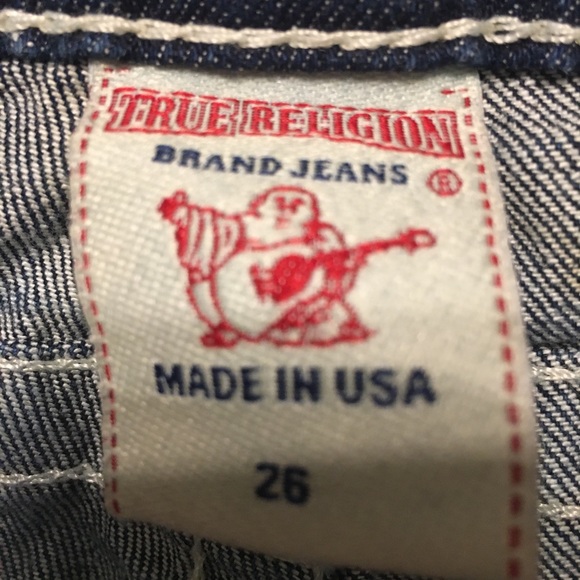 TRUE RELIGION
BRAND JEANS ®
MADE IN USA
26